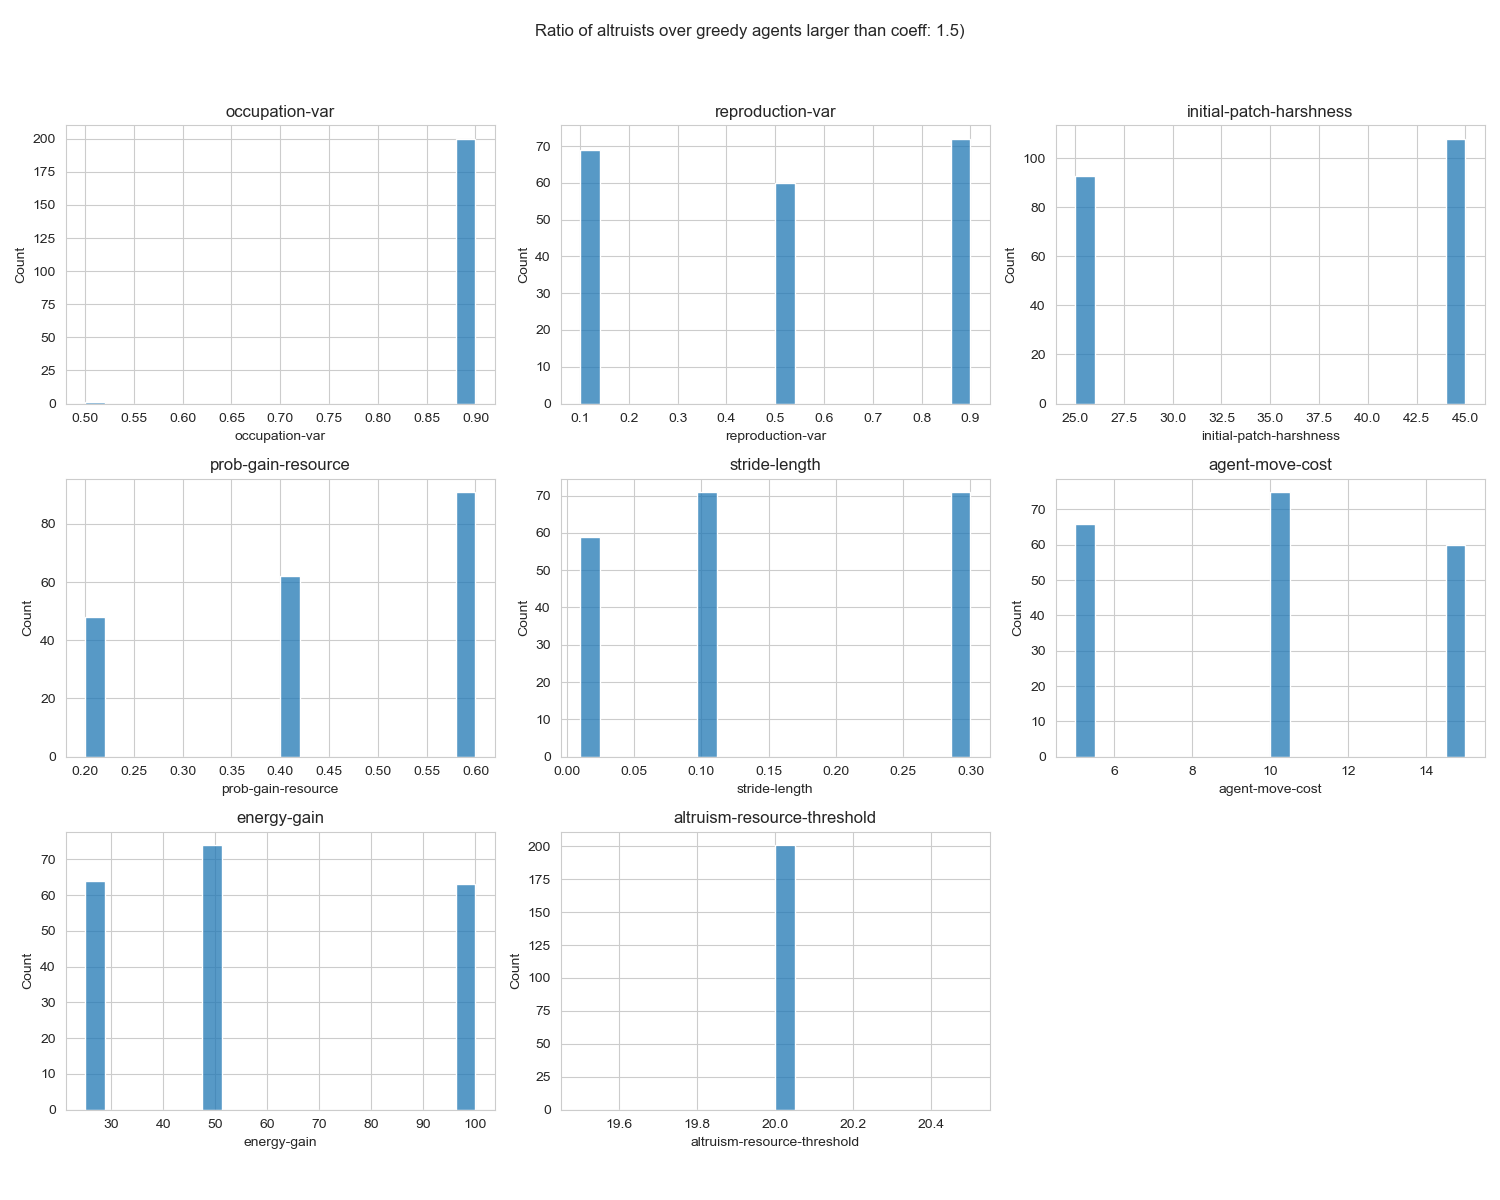 Ratio of altruists over greedy agents larger than coeff: 1.5)
occupation-var
200
175
150
125
100
75
50
25
0
Count
0.50 0.55 0.60 0.65 0.70 0.75 0.80 0.85 0.90
occupation-var
reproduction-var
70
60
50
40
30
20
10
0
Count
0.1 0.2 0.3 0.4 0.5 0.6 0.7 0.8 0.9
reproduction-var
initial-patch-harshness
100
80
60
40
20
0
Count
25.0 27.5 30.0 32.5 35.0 37.5 40.0 42.5 45.0
initial-patch-harshness
prob-gain-resource
80
60
40
20
0
Count
0.20 0.25 0.30 0.35 0.40 0.45 0.50 0.55 0.60
prob-gain-resource
stride-length
70
60
50
40
30
20
10
0
Count
0.00 0.05 0.10 0.15 0.20 0.25 0.30
stride-length
agent-move-cost
70
60
50
40
30
20
10
0
Count
6 8 10 12 14
agent-move-cost
energy-gain
70
60
50
40
30
20
10
0
Count
30 40 50 60 70 80 90 100
energy-gain
altruism-resource-threshold
200
175
150
125
100
75
50
25
0
Count
19.6 19.8 20.0 20.2 20.4
altruism-resource-threshold